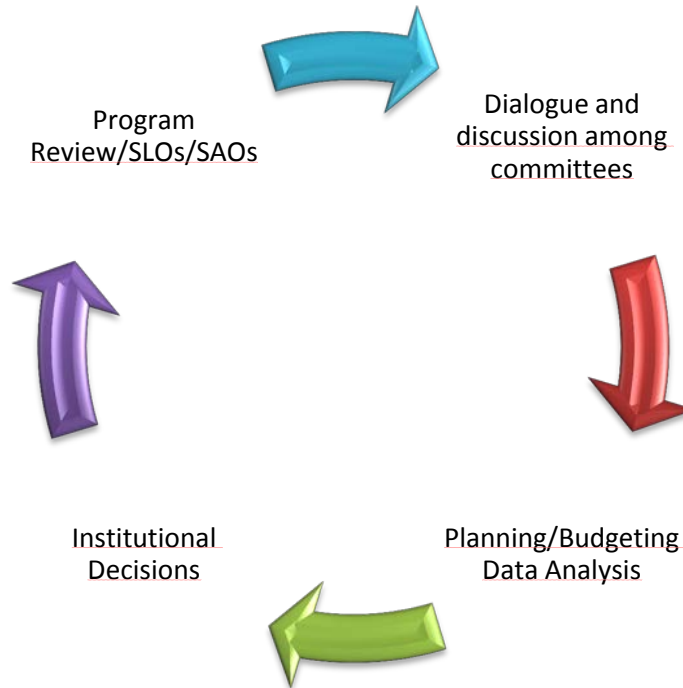 Program
Review/SLOs/SAOs
Dialogue and
discussion among
committees
Institutional
Decisions
Planning/Budgeting
Data Analysis